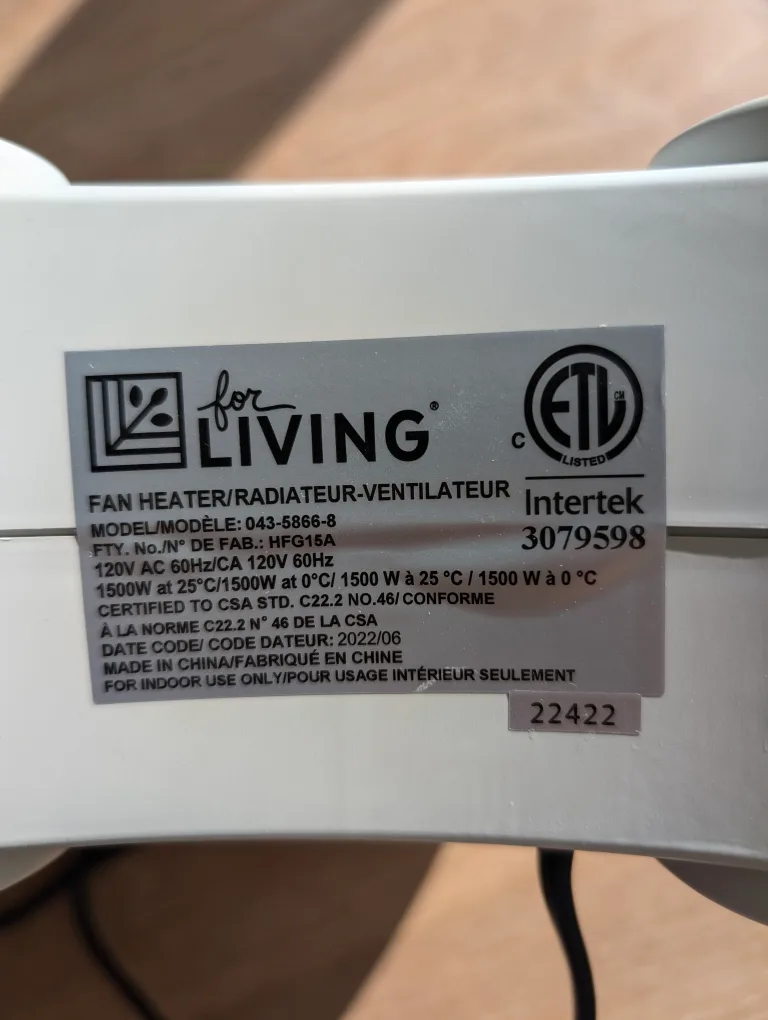 for
LIVING®
C ETL CM
LISTED
Intertek
3079598
FAN HEATER/RADIATEUR-VENTILATEUR
MODEL/MODÈLE: 043-5866-8
FTY. No./N° DE FAB.: HFG15A
120V AC 60Hz/CA 120V 60Hz
1500W at 25°C/1500W at 0°C/ 1500 W à 25 °C / 1500 W à 0 °C
CERTIFIED TO CSA STD. C22.2 NO.46/ CONFORME
À LA NORME C22.2 N° 46 DE LA CSA
DATE CODE/ CODE DATEUR: 2022/06
MADE IN CHINA/FABRIQUÉ EN CHINE
FOR INDOOR USE ONLY/POUR USAGE INTÉRIEUR SEULEMENT
22422